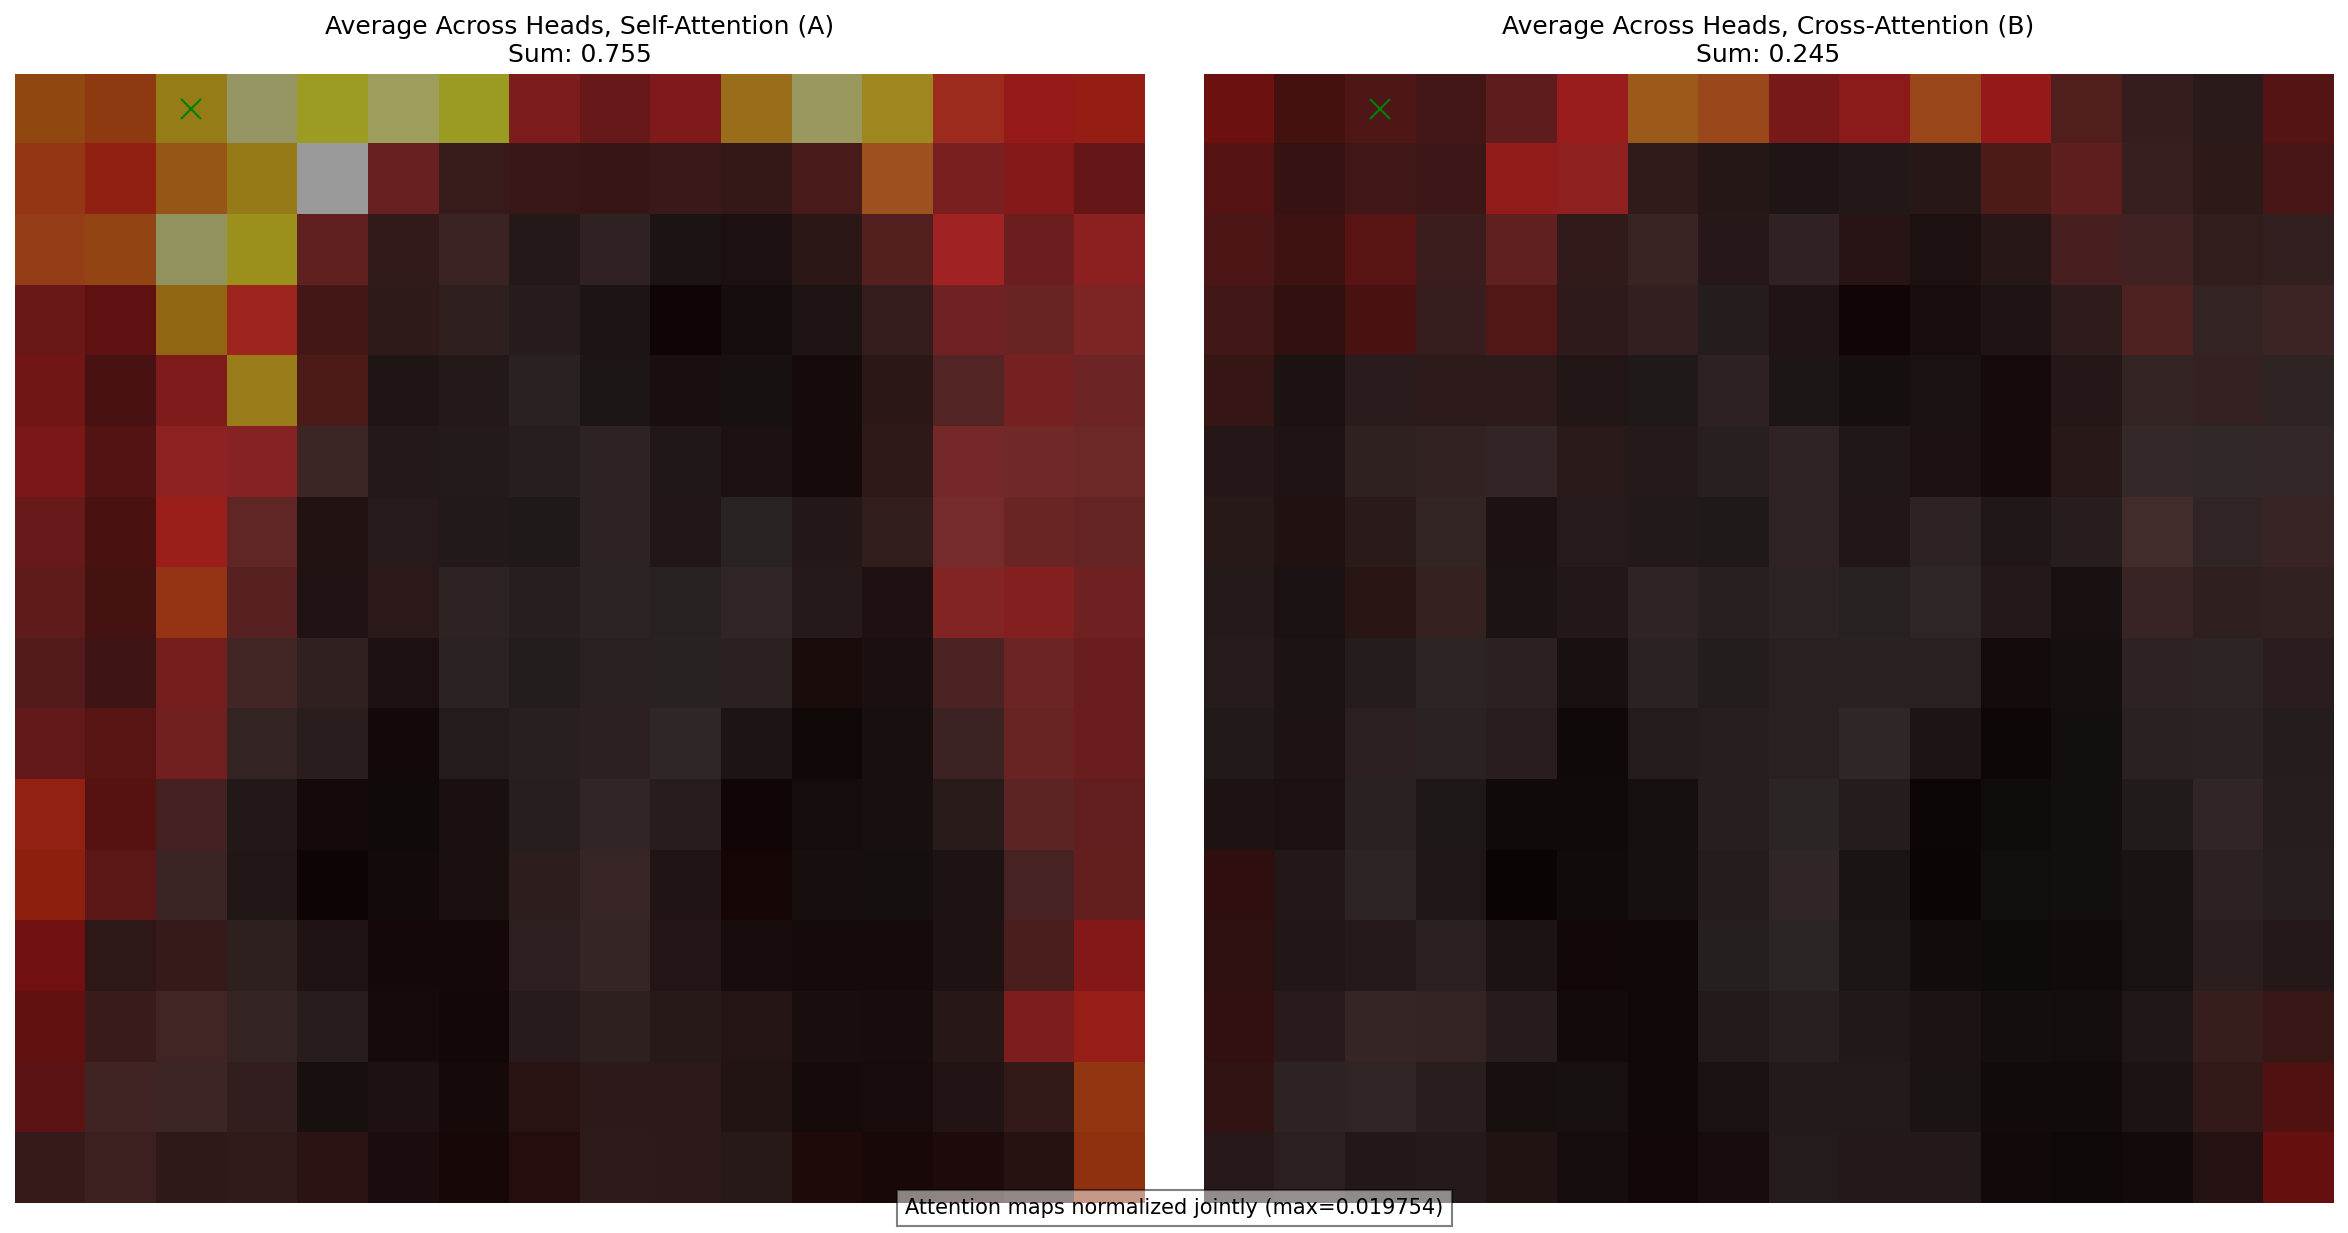 Average Across Heads, Self-Attention (A)
Sum: 0.755
Average Across Heads, Cross-Attention (B)
Sum: 0.245
Attention maps normalized jointly (max=0.019754)